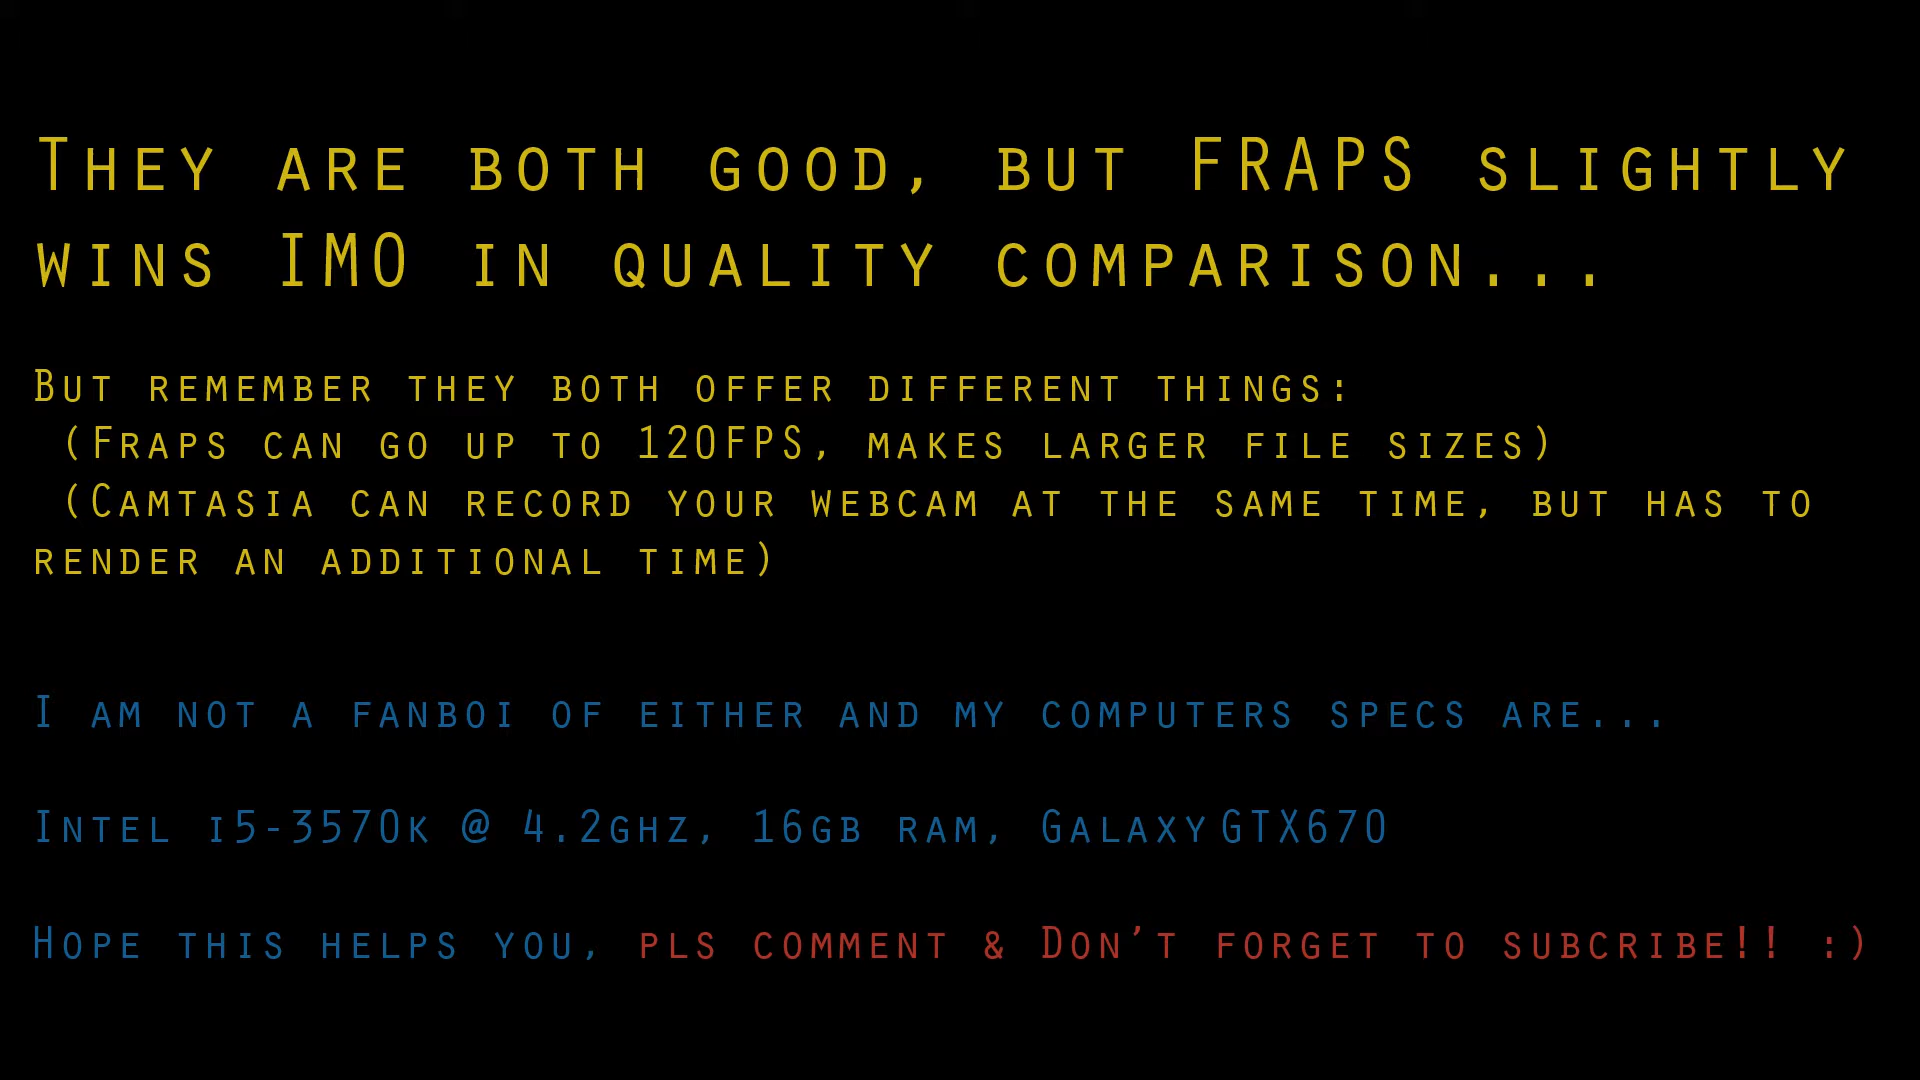 They are both good, but FRAPS slightly
wins IMO in quality comparison...
But remember they both offer different things:
(Fraps can go up to 120FPS, makes larger file sizes)
(Camtasia can record your webcam at the same time, but has to
render an additional time)
I am not a fanboi of either and my computers specs are...
Intel i5-3570k @ 4.2ghz, 16gb ram, Galaxy GTX670
Hope this helps you, pls comment & Don't forget to subcribe!! :)